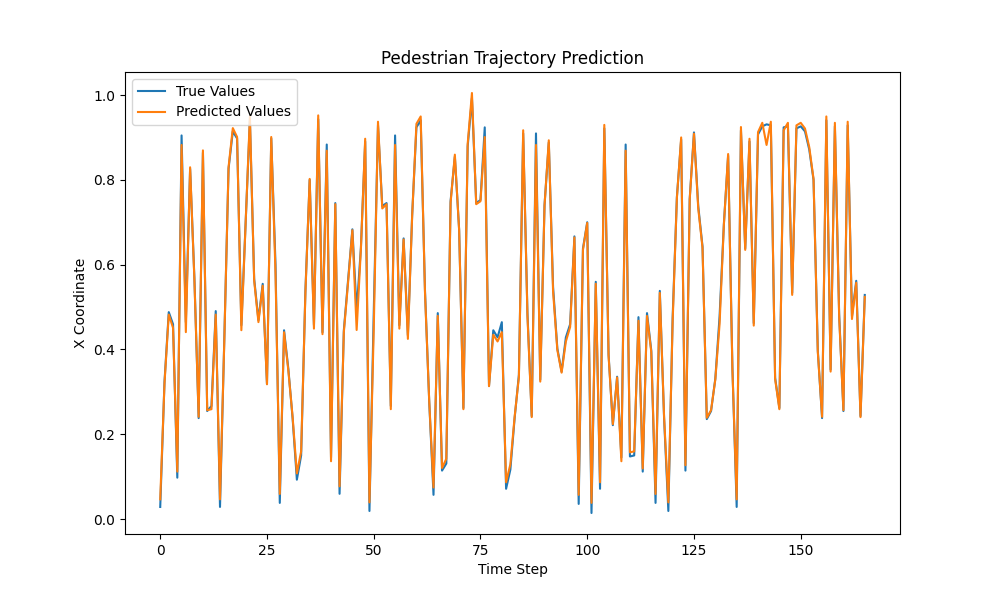 Pedestrian Trajectory Prediction
True Values
Predicted Values
X Coordinate
1.0
0.8
0.6
0.4
0.2
0.0
0 25 50 75 100 125 150
Time Step